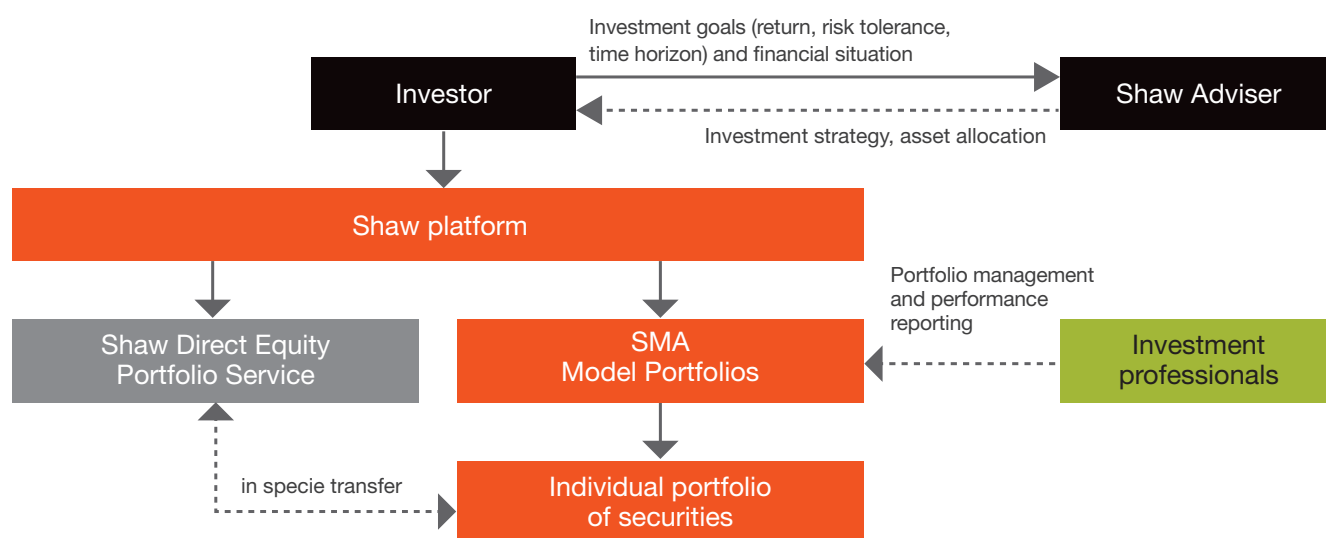 Investment goals (return, risk tolerance,
time horizon) and financial situation
Investor
Shaw Adviser
Investment strategy, asset allocation
Shaw platform
Portfolio management
and performance
reporting
Shaw Direct Equity
Portfolio Service
SMA
Model Portfolios
Investment
professionals
in specie transfer
Individual portfolio
of securities